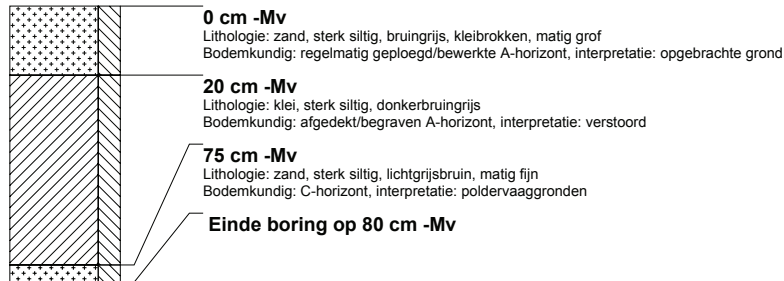 0 cm -Mv
Lithologie: zand, sterk siltig, bruingrijs, kleibrokken, matig grof
Bodemkundig: regelmatig geploegd/bewerkte A-horizont, interpretatie: opgebrachte grond
20 cm -Mv
Lithologie: klei, sterk siltig, donkerbruingrijs
Bodemkundig: afgedekt/begraven A-horizont, interpretatie: verstoord
75 cm -Mv
Lithologie: zand, sterk siltig, lichtgrijsbruin, matig fijn
Bodemkundig: C-horizont, interpretatie: poldervaaggronden
Einde boring op 80 cm -Mv